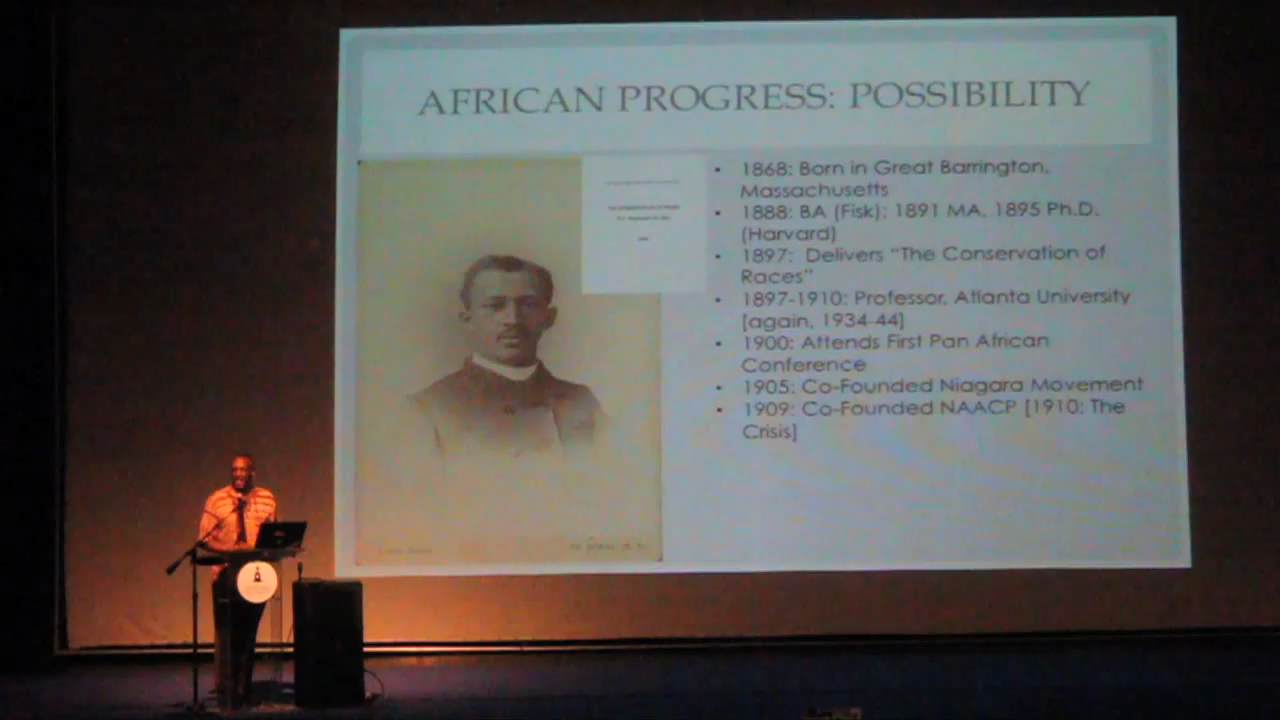 AFRICAN PROGRESS: POSSIBILITY
• 1868: Born in Great Barrington,
Massachusetts
• 1888: BA (Fisk); 1891 MA, 1895 Ph.D.
(Harvard)
• 1897: Delivers “The Conservation of
Races”
• 1897-1910: Professor, Atlanta University
[again, 1934-44]
• 1900: Attends First Pan African
Conference
• 1905: Co-Founded Niagara Movement
• 1909: Co-Founded NAACP [1910: The
Crisis]